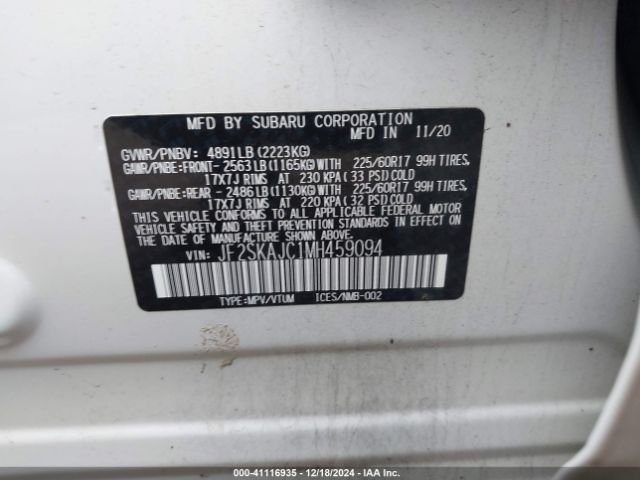 MFD BY SUBARU CORPORATION
MFD IN 11/20
GVWR/PNBV: 4891LB(2223KG)
GAWR/PNBE:FRONT- 2563LB(1165KG)WITH 225/60R17 99H TIRES,
17X7J RIMS AT 230 KPA(33 PSI)COLD
GAWR/PNBE:REAR - 2486LB(1130KG)WITH 225/60R17 99H TIRES,
17X7J RIMS AT 220 KPA(32 PSI)COLD
THIS VEHICLE CONFORMS TO ALL APPLICABLE FEDERAL MOTOR
VEHICLE SAFETY AND THEFT PREVENTION STANDARDS IN EFFECT ON
THE DATE OF MANUFACTURE SHOWN ABOVE.
VIN: JF2SKAJC1MH459094
TYPE:MPV/VTUM ICES/NMB-002
(VEHICLE) - 41116935 - 12/18/2024 - IAA Inc.